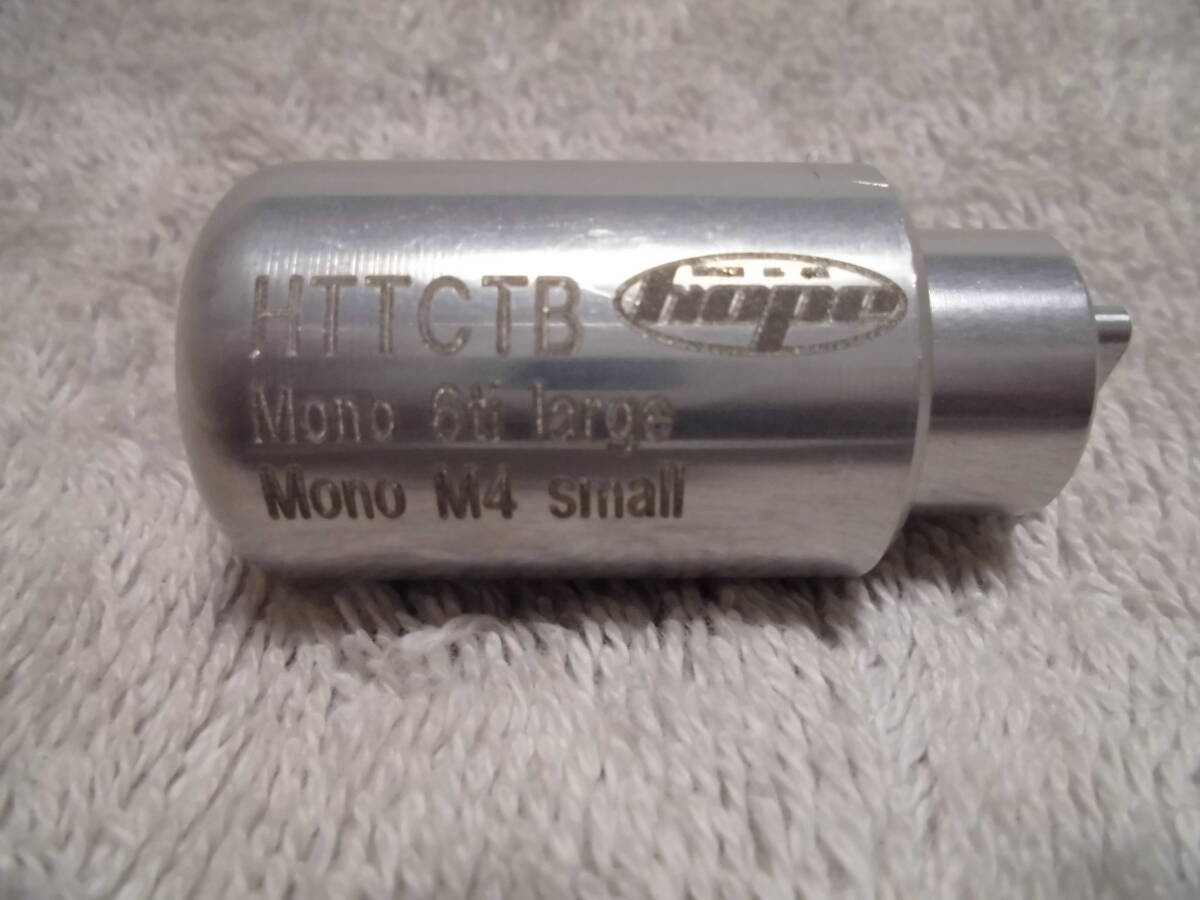 HTTCTB hope
Mono 6ti large
Mono M4 small